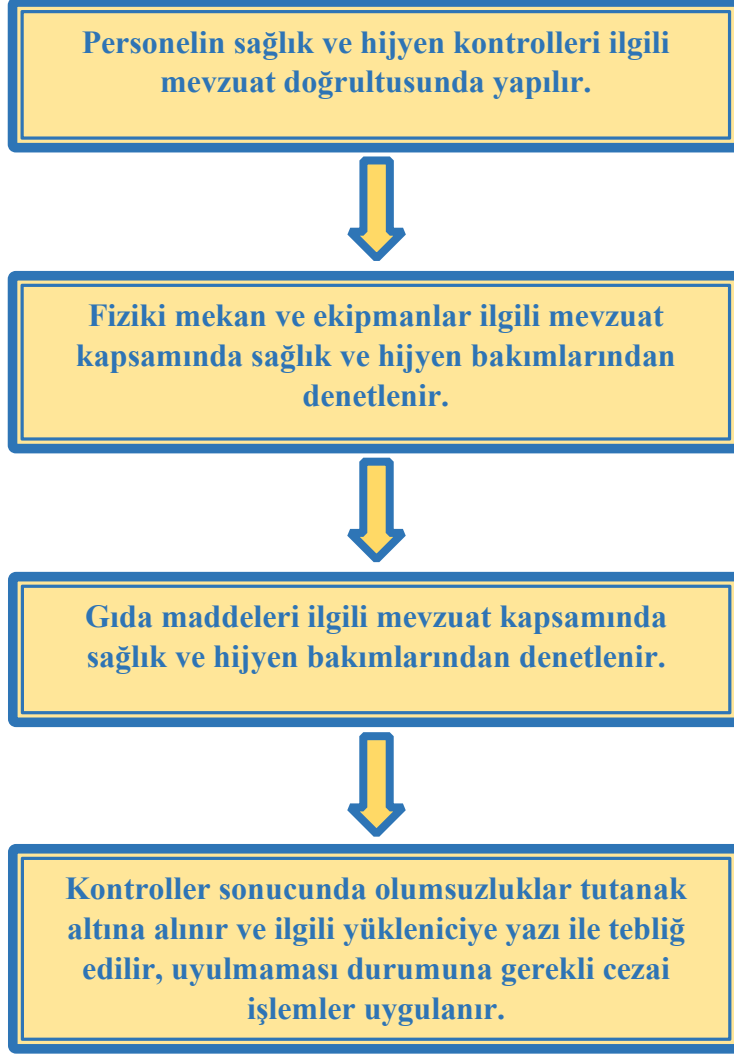 Personelin sağlık ve hijyen kontrolleri ilgili
mevzuat doğrultusunda yapılır.
Fiziki mekan ve ekipmanlar ilgili mevzuat
kapsamında sağlık ve hijyen bakımlarından
denetlenir.
Gıda maddeleri ilgili mevzuat kapsamında
sağlık ve hijyen bakımlarından denetlenir.
Kontroller sonucunda olumsuzluklar tutanak
altına alınır ve ilgili yükleniciye yazı ile tebliğ
edilir, uyulmaması durumuna gerekli cezai
işlemler uygulanır.